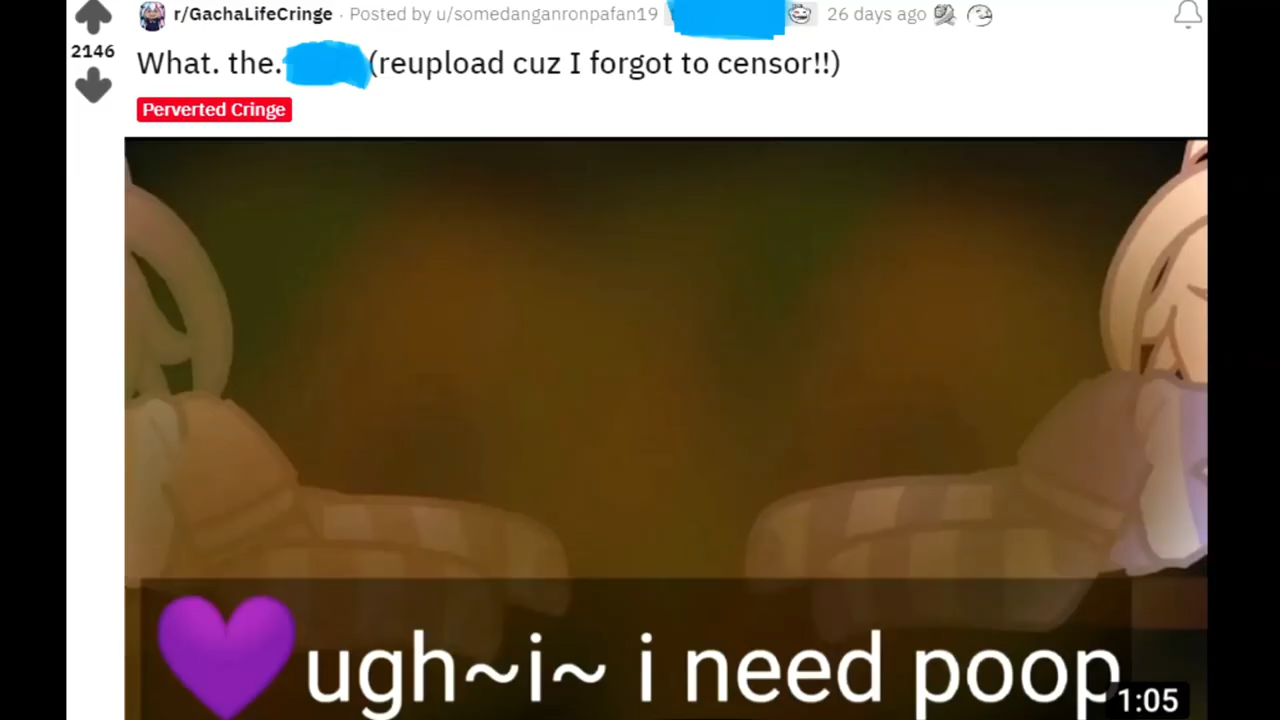 r/GachaLifeCringe · Posted by u/somedanganronpafan19 26 days ago
2146
What. the. (reupload cuz I forgot to censor!!)
Perverted Cringe
💜ugh~i~ i need poop
1:05